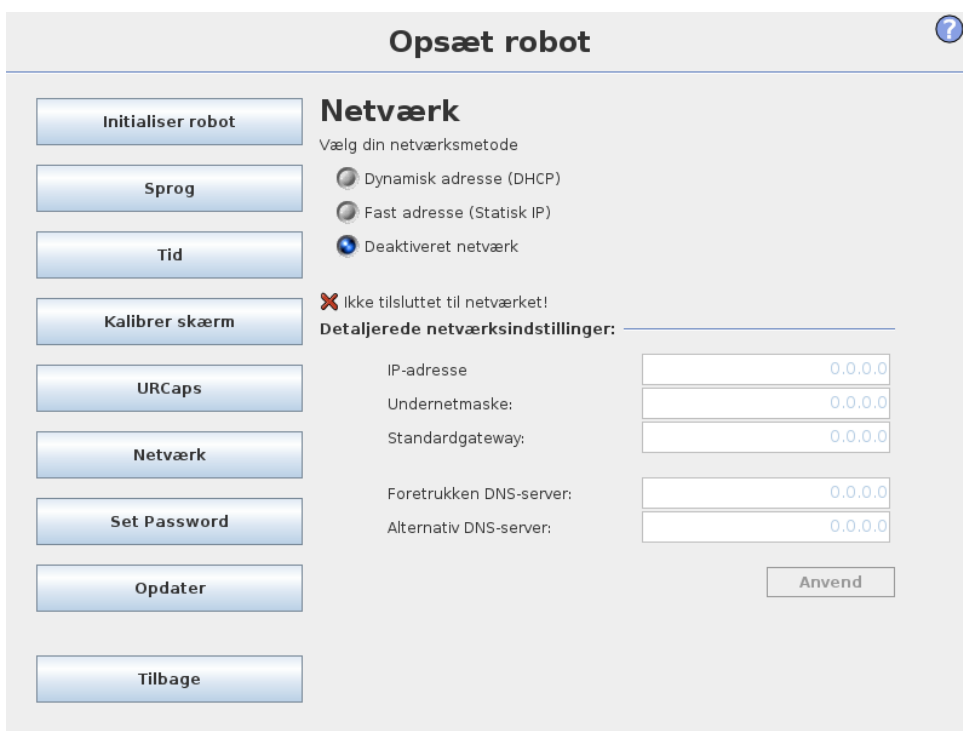 Opsæt robot
?
Initialiser robot
Sprog
Tid
Kalibrer skærm
URCaps
Netværk
Set Password
Opdater
Tilbage
Netværk
Vælg din netværksmetode
Dynamisk adresse (DHCP)
Fast adresse (Statisk IP)
Deaktiveret netværk
Ikke tilsluttet til netværket!
Detaljerede netværksindstillinger:
IP-adresse 0.0.0.0
Undernetmaske: 0.0.0.0
Standardgateway: 0.0.0.0
Foretrukken DNS-server: 0.0.0.0
Alternativ DNS-server: 0.0.0.0
Anvend